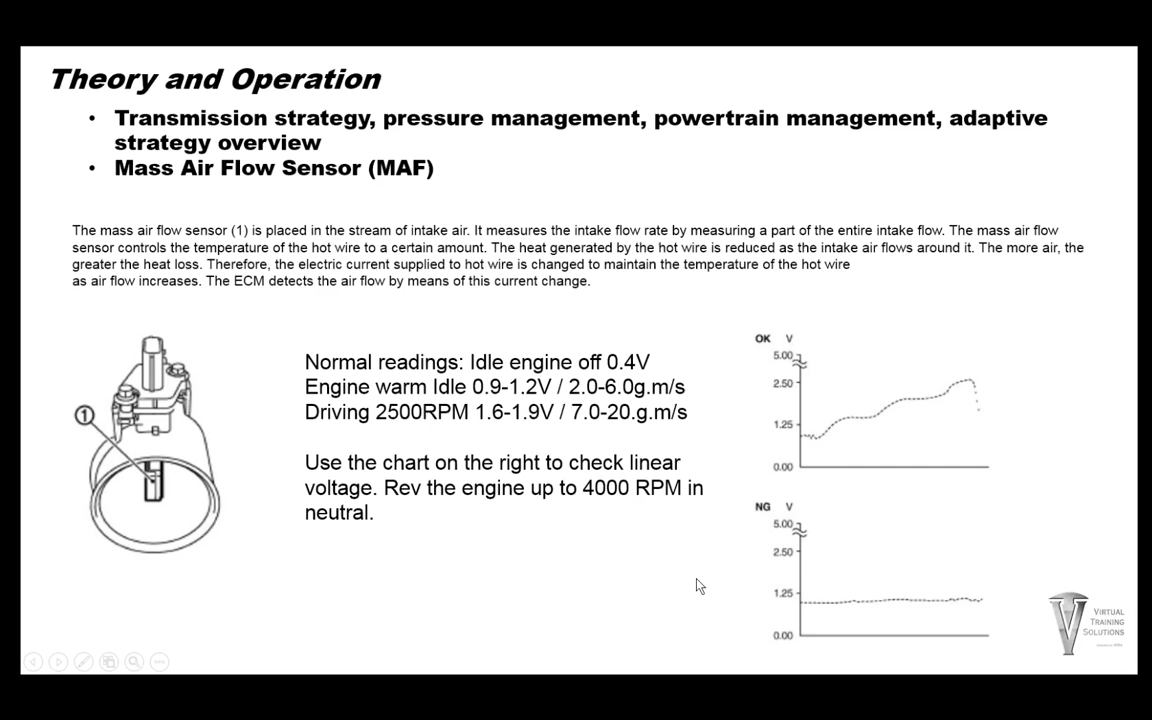 Theory and Operation
• Transmission strategy, pressure management, powertrain management, adaptive
strategy overview
• Mass Air Flow Sensor (MAF)
The mass air flow sensor (1) is placed in the stream of intake air. It measures the intake flow rate by measuring a part of the entire intake flow. The mass air flow
sensor controls the temperature of the hot wire to a certain amount. The heat generated by the hot wire is reduced as the intake air flows around it. The more air, the
greater the heat loss. Therefore, the electric current supplied to hot wire is changed to maintain the temperature of the hot wire
as air flow increases. The ECM detects the air flow by means of this current change.
1
Normal readings: Idle engine off 0.4V
Engine warm Idle 0.9-1.2V / 2.0-6.0g.m/s
Driving 2500RPM 1.6-1.9V / 7.0-20.g.m/s
Use the chart on the right to check linear
voltage. Rev the engine up to 4000 RPM in
neutral.
OK V
5.00
2.50
1.25
0.00
NG V
5.00
2.50
1.25
0.00
V
VIRTUAL
TRAINING
SOLUTIONS